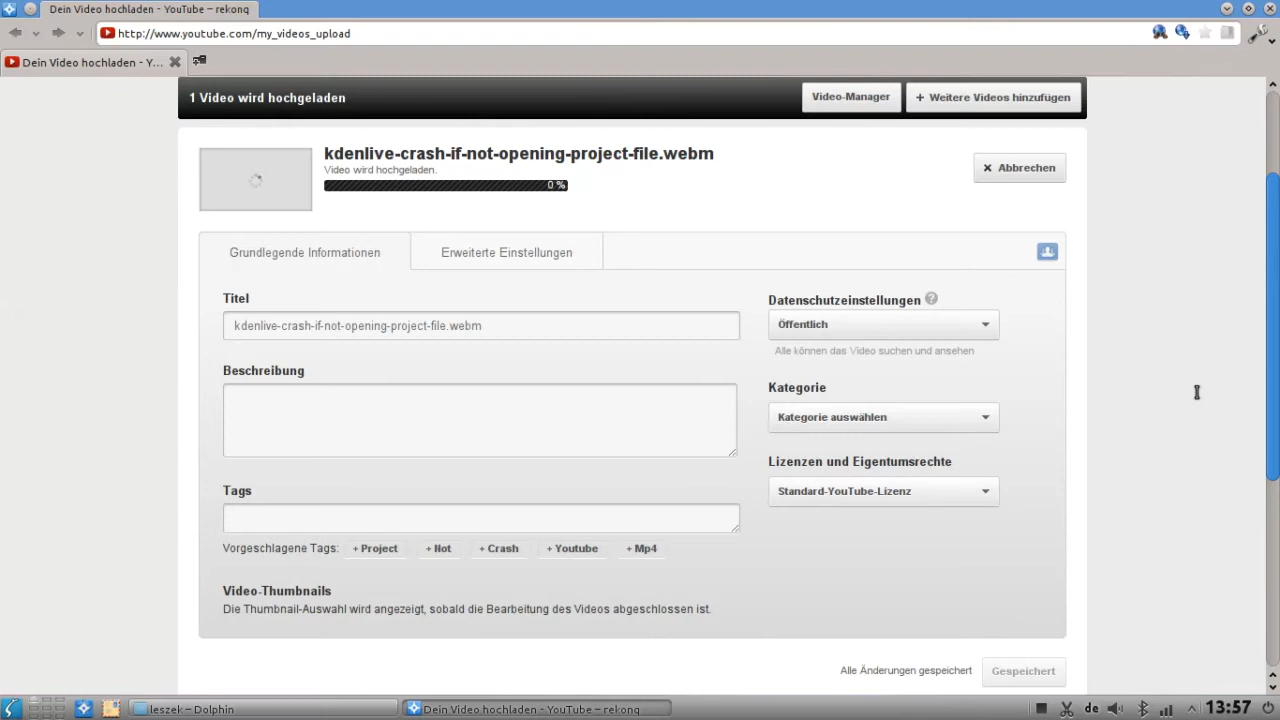 Dein Video hochladen – YouTube – rekonq
http://www.youtube.com/my_videos_upload
Dein Video hochladen - Y...
1 Video wird hochgeladen
Video-Manager
+ Weitere Videos hinzufügen
kdenlive-crash-if-not-opening-project-file.webm
Video wird hochgeladen.
0 %
Abbrechen
Grundlegende Informationen
Erweiterte Einstellungen
Titel
kdenlive-crash-if-not-opening-project-file.webm
Datenschutzeinstellungen ?
Öffentlich
Alle können das Video suchen und ansehen
Beschreibung
Kategorie
Kategorie auswählen
Lizenzen und Eigentumsrechte
Standard-YouTube-Lizenz
Tags
Vorgeschlagene Tags: + Project + Not + Crash + Youtube + Mp4
Video-Thumbnails
Die Thumbnail-Auswahl wird angezeigt, sobald die Bearbeitung des Videos abgeschlossen ist.
Alle Änderungen gespeichert
Gespeichert
leszek – Dolphin
Dein Video hochladen - YouTube – rekonq
de
13:57